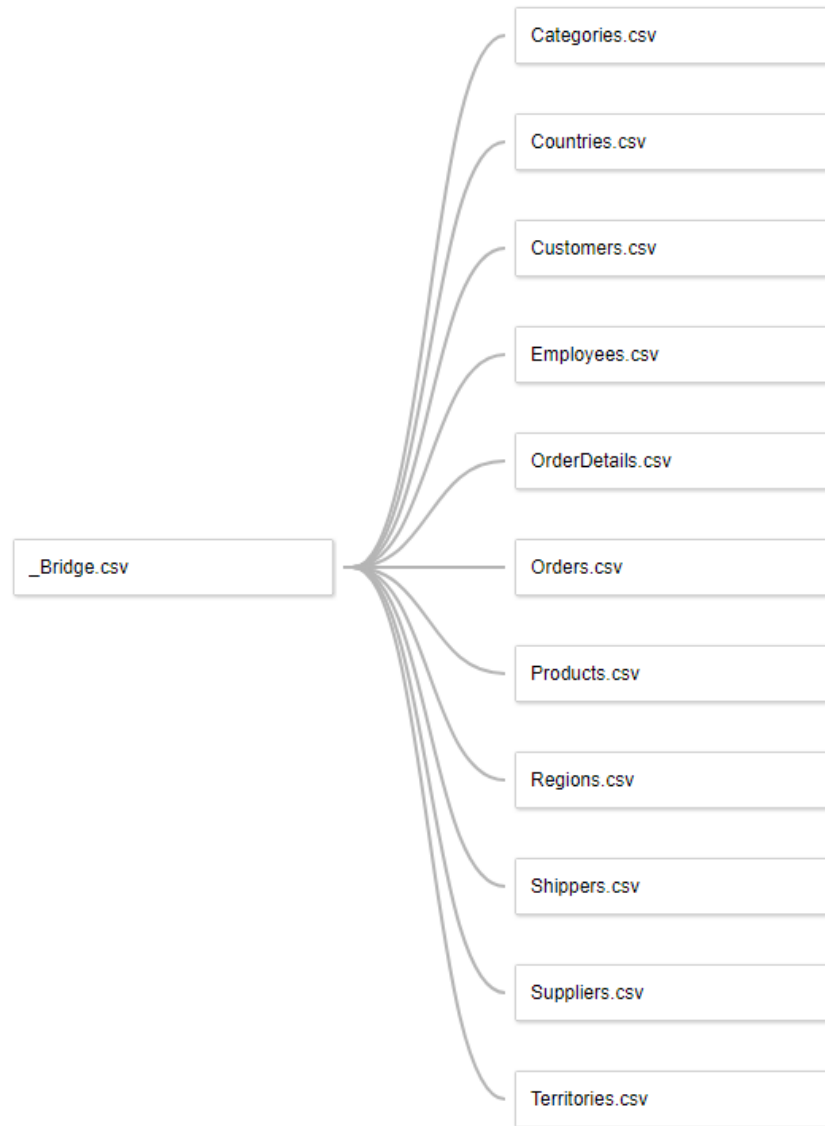 Categories.csv
Countries.csv
Customers.csv
Employees.csv
OrderDetails.csv
_Bridge.csv
Orders.csv
Products.csv
Regions.csv
Shippers.csv
Suppliers.csv
Territories.csv